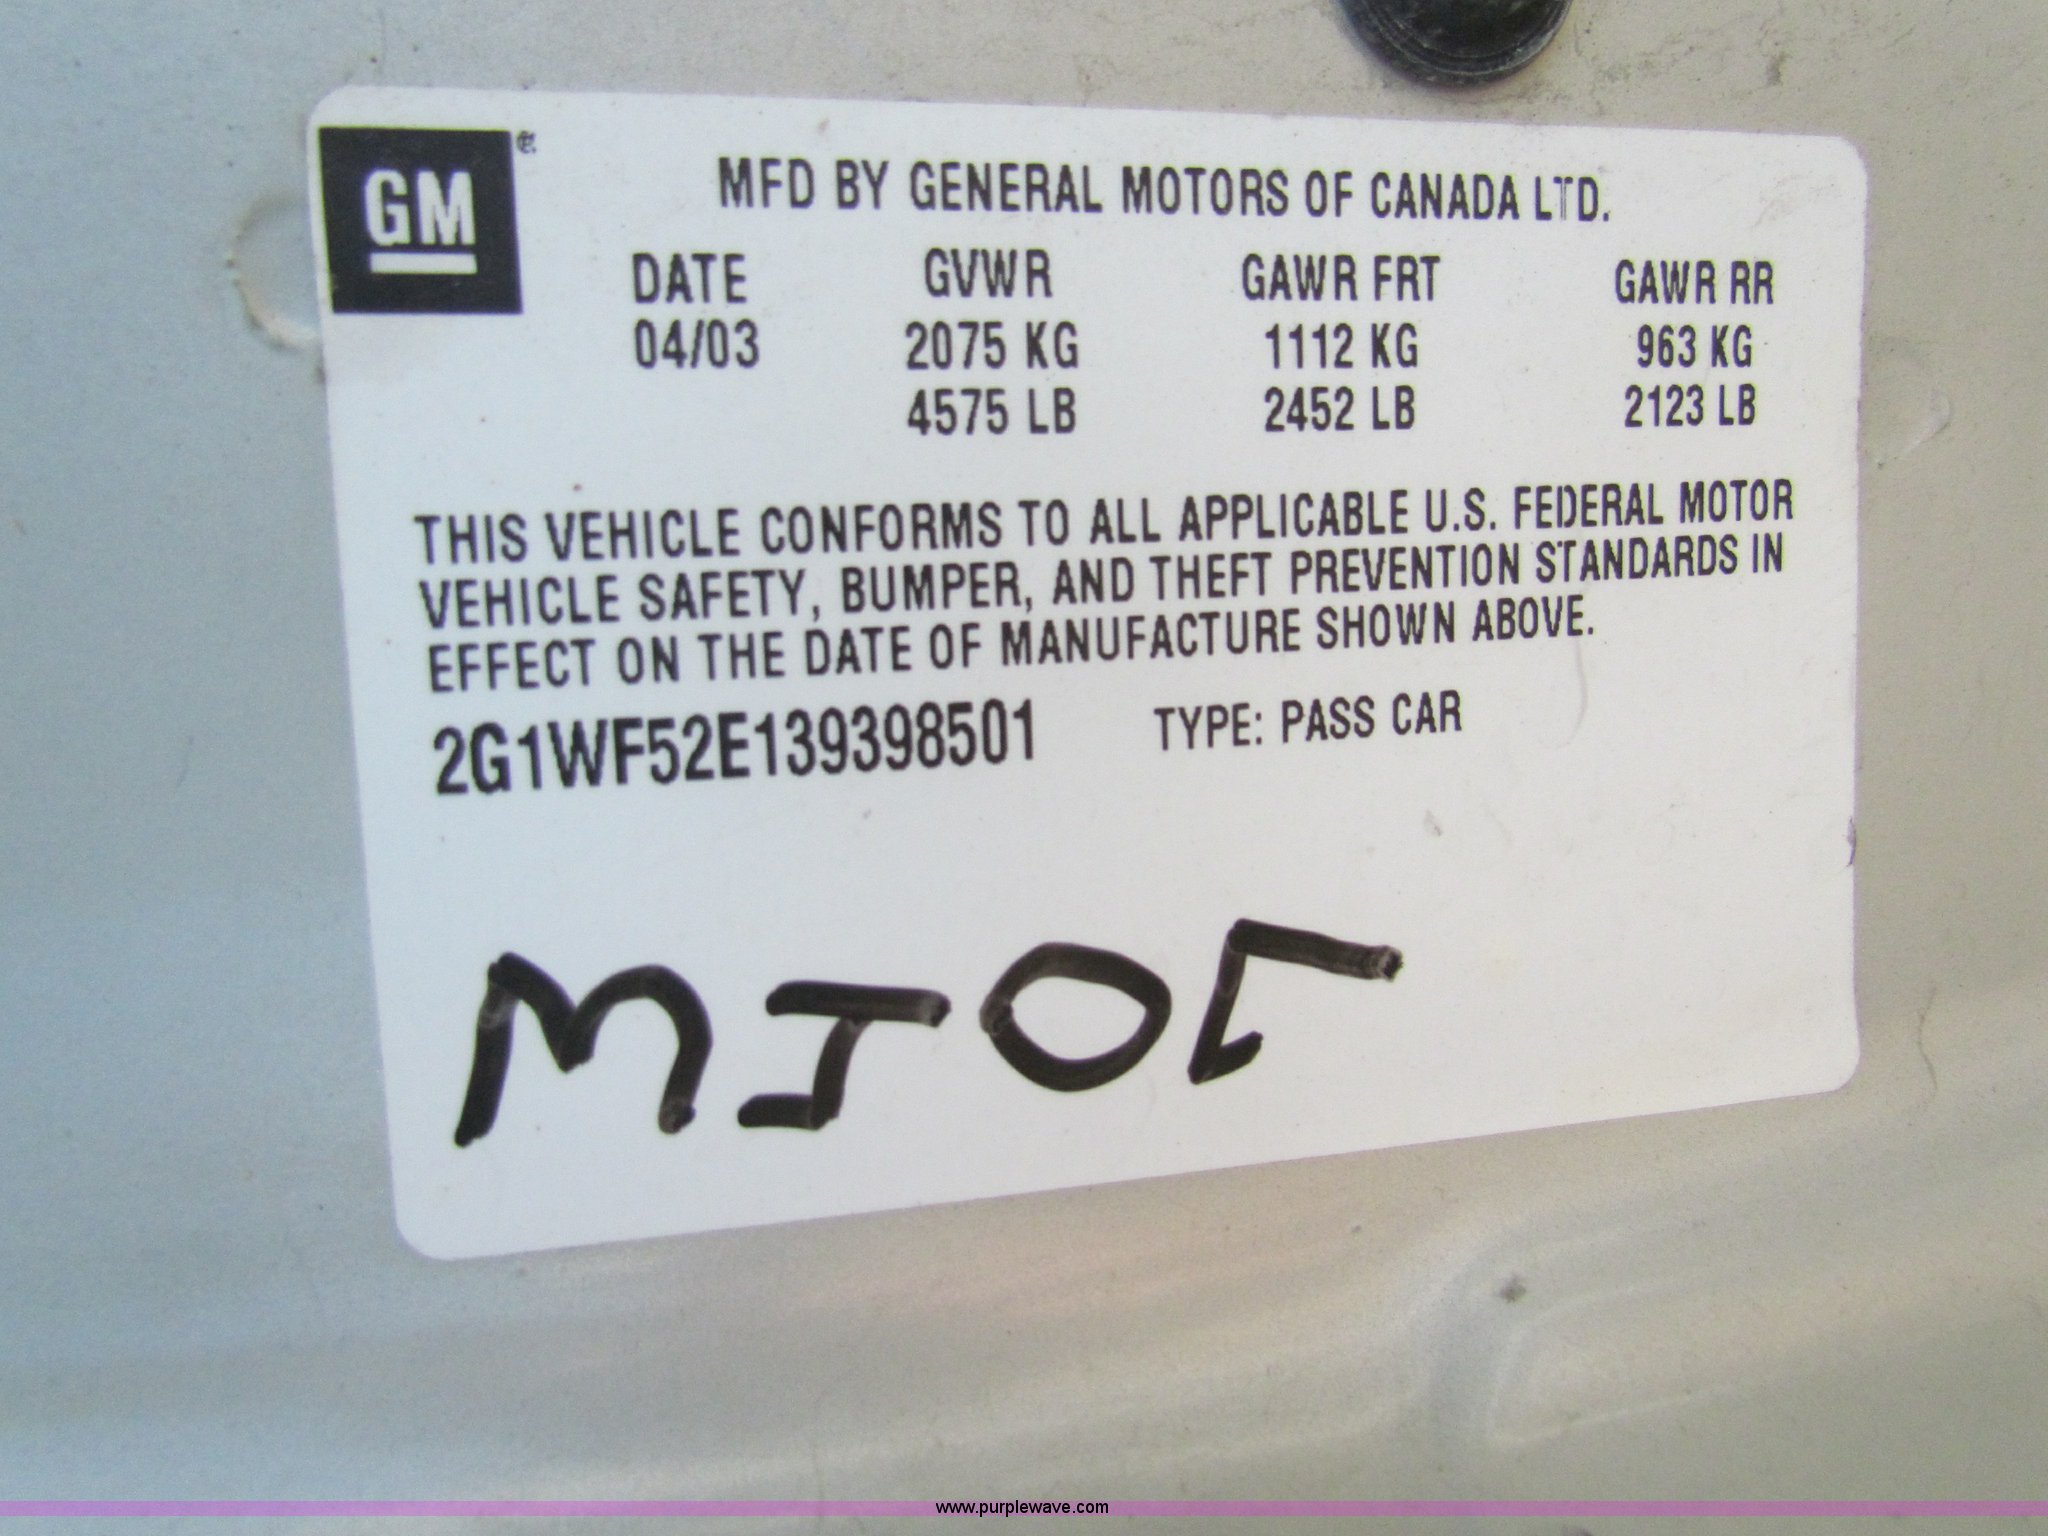 GM
MFD BY GENERAL MOTORS OF CANADA LTD.
DATE GVWR GAWR FRT GAWR RR
04/03 2075 KG 1112 KG 963 KG
4575 LB 2452 LB 2123 LB
THIS VEHICLE CONFORMS TO ALL APPLICABLE U.S. FEDERAL MOTOR
VEHICLE SAFETY, BUMPER, AND THEFT PREVENTION STANDARDS IN
EFFECT ON THE DATE OF MANUFACTURE SHOWN ABOVE.
2G1WF52E139398501 TYPE: PASS CAR
www.purplewave.com